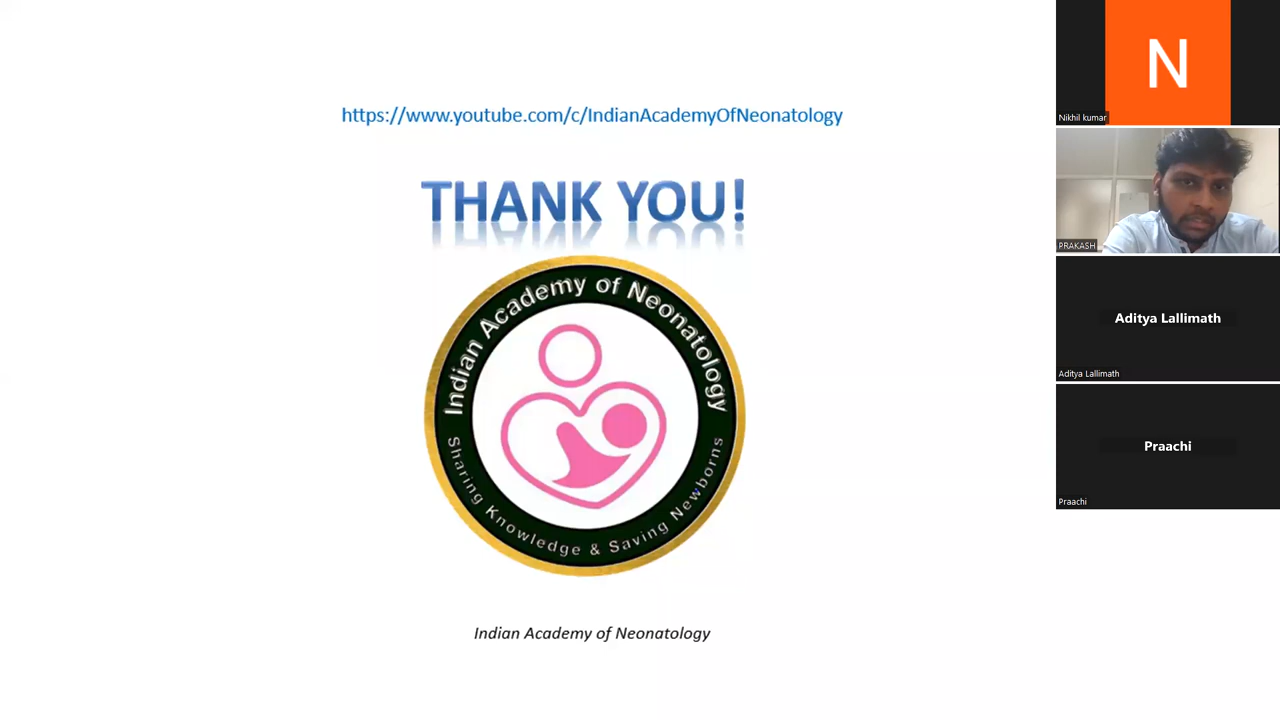 https://www.youtube.com/c/IndianAcademyOfNeonatology
THANK YOU!
Indian Academy of Neonatology
Sharing Knowledge & Saving Newborns
Indian Academy of Neonatology
N
Nikhil kumar
PRAKASH
Aditya Lallimath
Aditya Lallimath
Praachi
Praachi